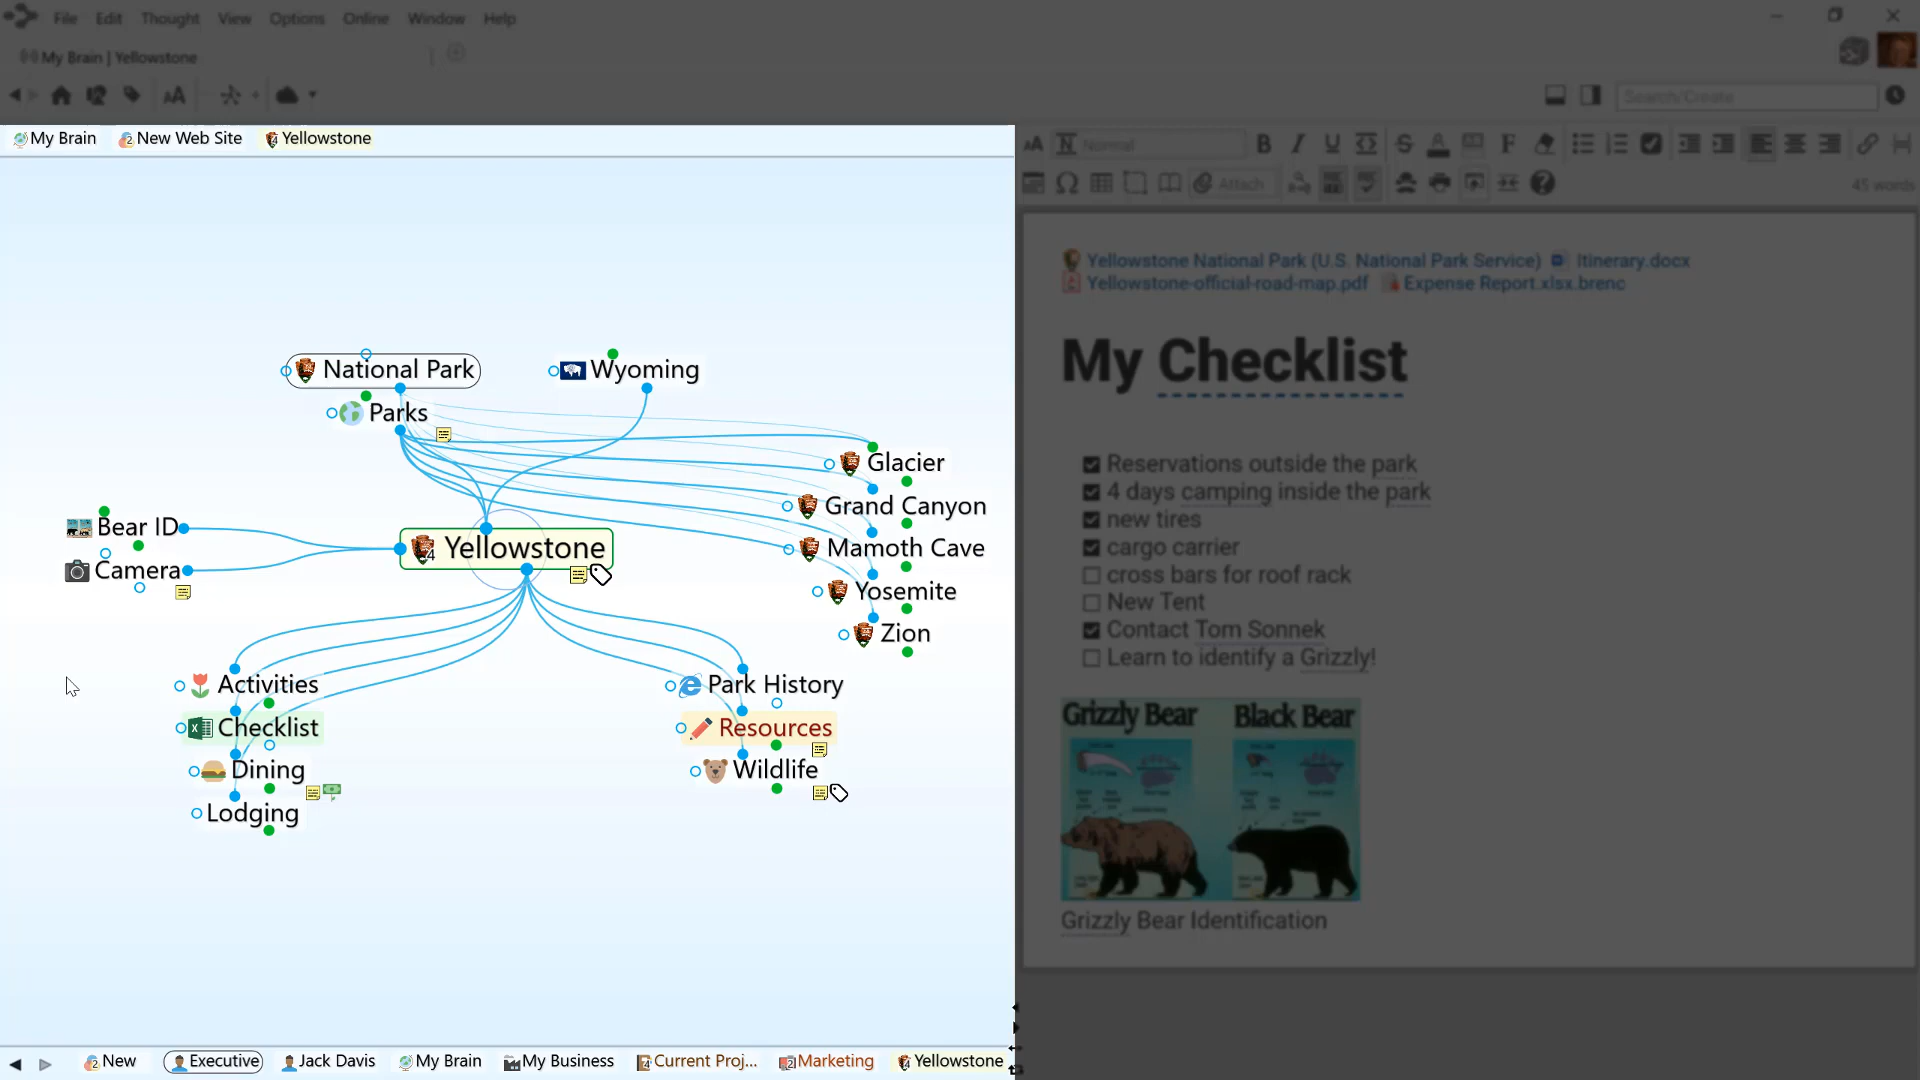 File Edit Thought View Options Online Window Help
My Brain | Yellowstone
Search/Create
My Brain New Web Site Yellowstone
Normal
Attach 45 words
Yellowstone National Park (U.S. National Park Service) Itinerary.docx
Yellowstone-official-road-map.pdf Expense Report.xlsx.brenc
My Checklist
Reservations outside the park
4 days camping inside the park
new tires
cargo carrier
cross bars for roof rack
New Tent
Contact Tom Sonnek
Learn to identify a Grizzly!
Grizzly Bear Black Bear
Grizzly Bear Identification
National Park
Wyoming
Parks
Glacier
Grand Canyon
Mamoth Cave
Yosemite
Zion
Bear ID
Camera
Yellowstone
Activities
Checklist
Dining
Lodging
Park History
Resources
Wildlife
New Executive Jack Davis My Brain My Business Current Proj... Marketing Yellowstone